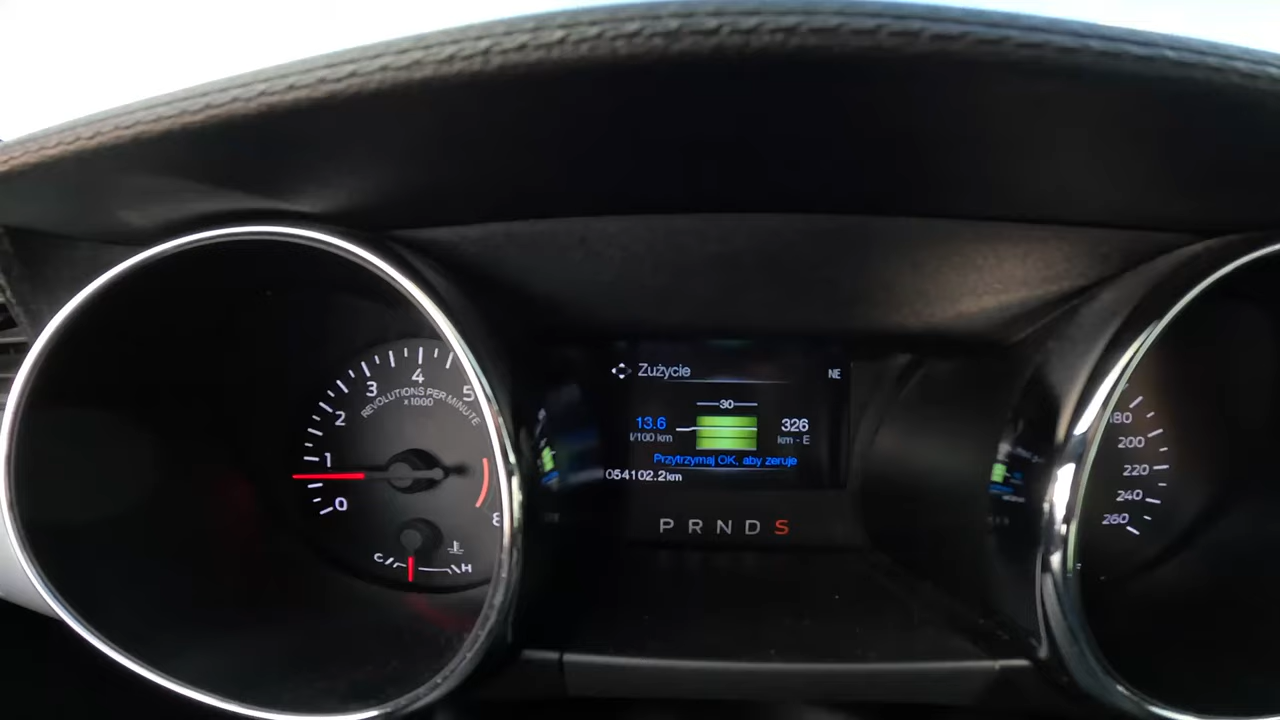 Zużycie
NE
30
13.6
l/100 km
326
km - E
Przytrzymaj OK, aby zeruje
054102.2km
P R N D S
0
1
2
3
4
5
8
REVOLUTIONS PER MINUTE
x1000
C
H
180
200
220
240
260